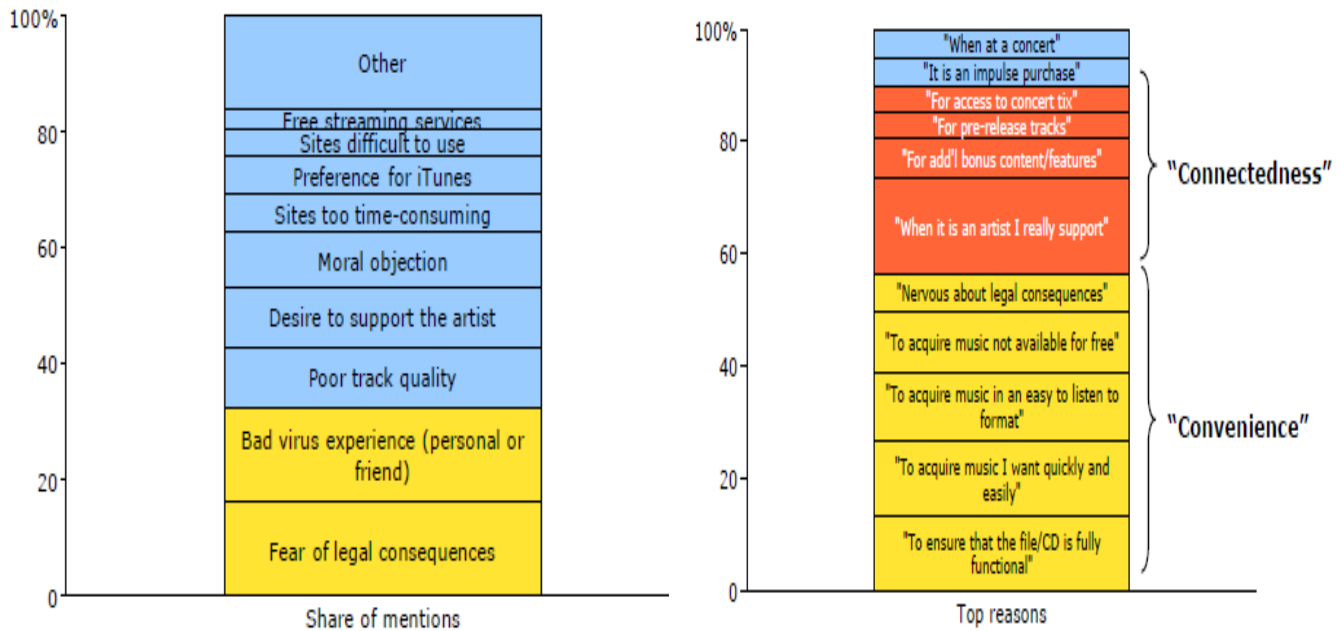 100%
Other
Free streaming services
80
Sites difficult to use
Preference for iTunes
Sites too time-consuming
60
Moral objection
Desire to support the artist
40
Poor track quality
Bad virus experience (personal or
friend)
20
Fear of legal consequences
0
Share of mentions
100%
"When at a concert"
"It is an impulse purchase"
"For access to concert tix"
"For pre-release tracks"
80
"For add'l bonus content/features"
"Connectedness"
"When it is an artist I really support"
60
"Nervous about legal consequences"
"To acquire music not available for free"
40
"To acquire music in an easy to listen to
format"
"Convenience"
"To acquire music I want quickly and
easily"
20
"To ensure that the file/CD is fully
functional"
0
Top reasons